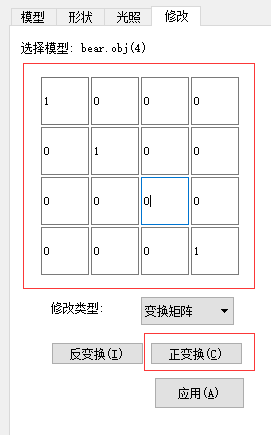 模型 形状 光照 修改
选择模型: bear.obj(4)
1 0 0 0
0 1 0 0
0 0 0 0
0 0 0 1
修改类型: 变换矩阵
反变换(I) 正变换(C)
应用(A)